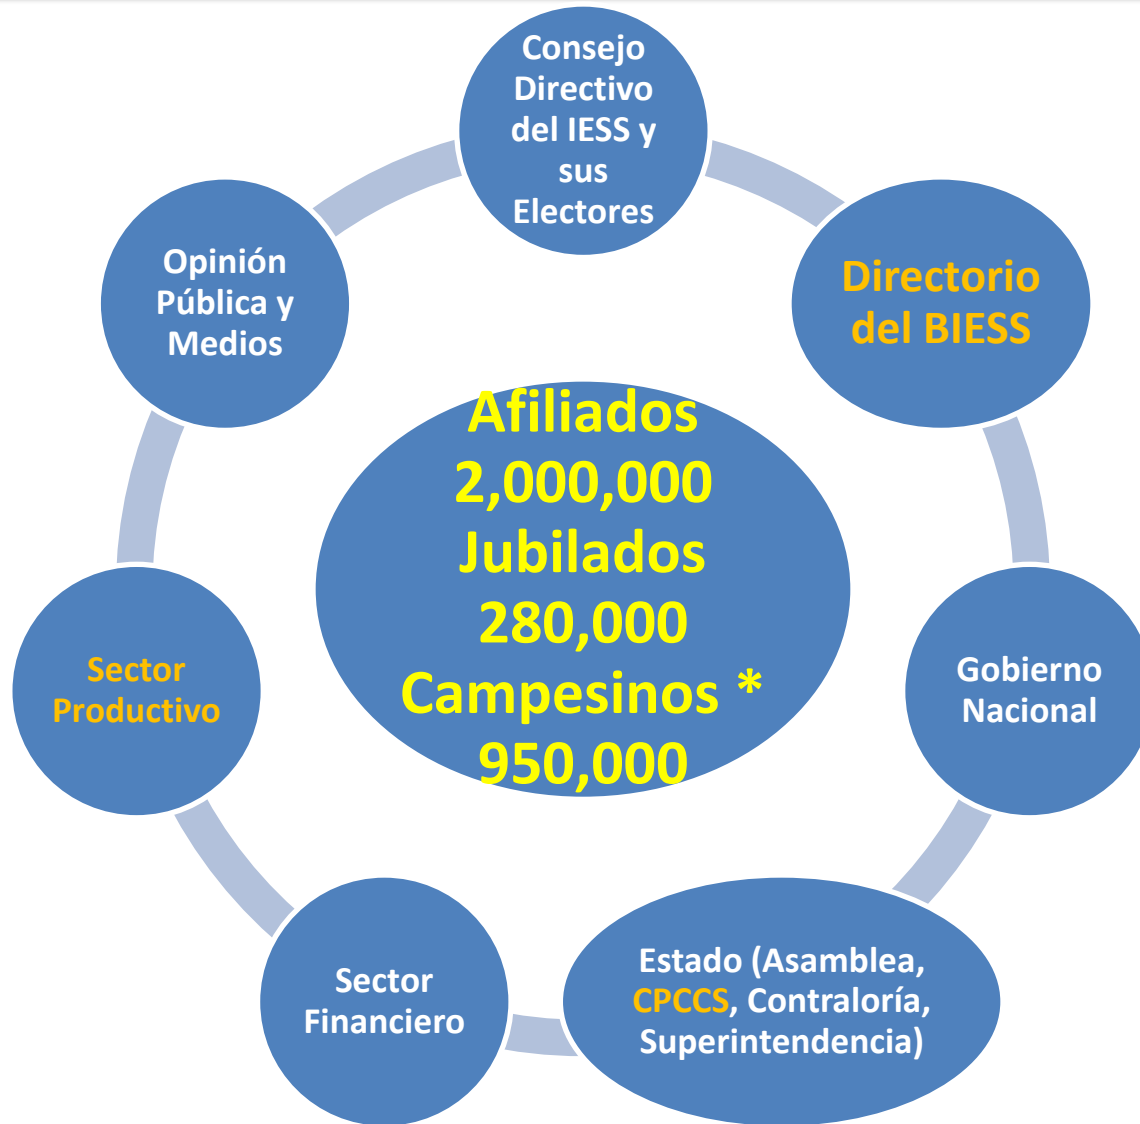 Consejo
Directivo
del IESS y
sus
Electores
Directorio
del BIESS
Gobierno
Nacional
Estado (Asamblea,
CPCCS, Contraloría,
Superintendencia)
Sector
Financiero
Sector
Productivo
Opinión
Pública y
Medios
Afiliados
2,000,000
Jubilados
280,000
Campesinos *
950,000